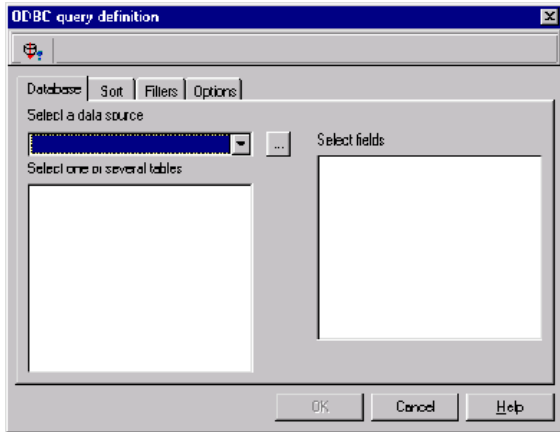 ODBC query definition
Database Sort Filters Options
Select a data source
...
Select fields
Select one or several tables
OK Cancel Help